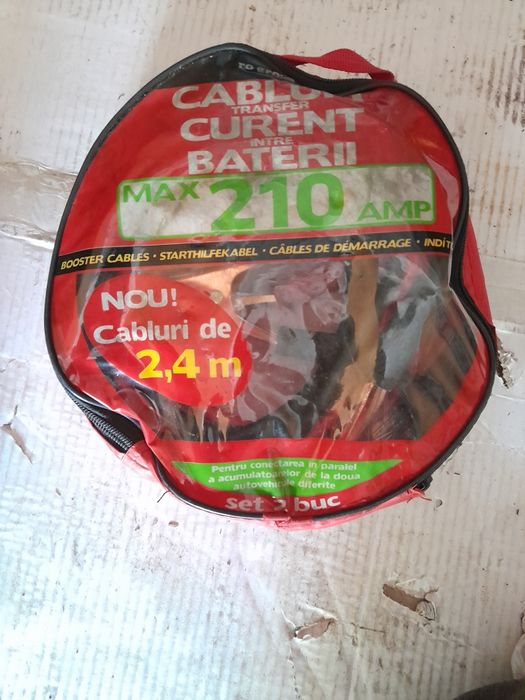 CABLURI
TRANSFER
CURENT
INTRE
BATERII
MAX 210 AMP
BOOSTER CABLES · STARTHILFEKABEL · CÂBLES DE DÉMARRAGE ·
NOU!
Cabluri de
2,4 m
Pentru conectarea in paralel
a acumulatoarelor de la doua
autovehicule diferite
set 2 buc